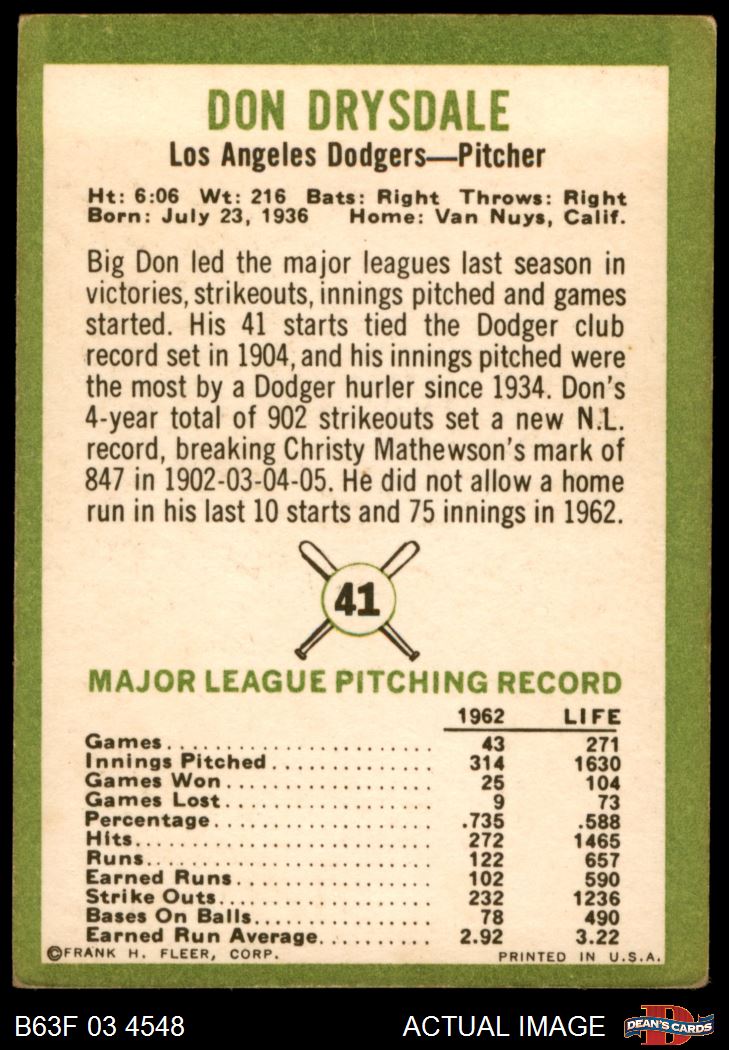 DON DRYSDALE
Los Angeles Dodgers—Pitcher
Ht: 6:06 Wt: 216 Bats: Right Throws: Right
Born: July 23, 1936 Home: Van Nuys, Calif.
Big Don led the major leagues last season in
victories, strikeouts, innings pitched and games
started. His 41 starts tied the Dodger club
record set in 1904, and his innings pitched were
the most by a Dodger hurler since 1934. Don's
4-year total of 902 strikeouts set a new N.L.
record, breaking Christy Mathewson's mark of
847 in 1902-03-04-05. He did not allow a home
run in his last 10 starts and 75 innings in 1962.
41
MAJOR LEAGUE PITCHING RECORD
1962 LIFE
Games 43 271
Innings Pitched 314 1630
Games Won 25 104
Games Lost 9 73
Percentage .735 .588
Hits 272 1465
Runs 122 657
Earned Runs 102 590
Strike Outs 232 1236
Bases On Balls 78 490
Earned Run Average 2.92 3.22
©FRANK H. FLEER, CORP. PRINTED IN U.S.A.
B63F 03 4548 ACTUAL IMAGE DEAN'S CARDS